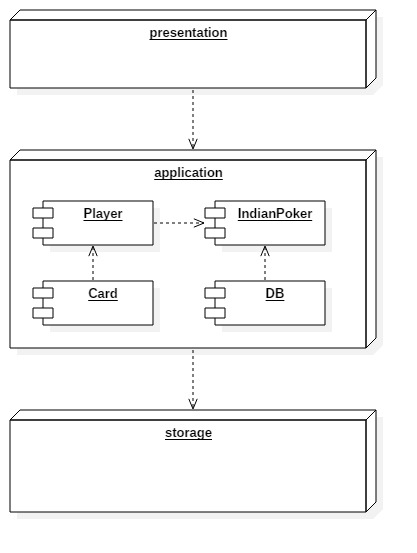 presentation
application
Player
IndianPoker
Card
DB
storage